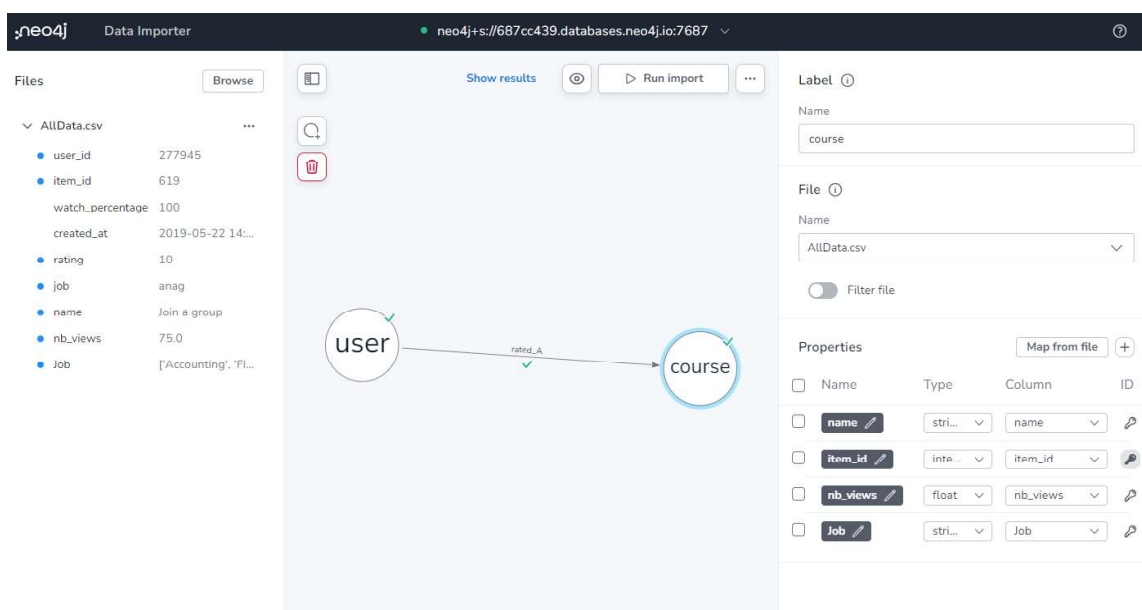 neo4j Data Importer neo4j+s://687cc439.databases.neo4j.io:7687
Files Browse
AllData.csv ...
user_id 277945
item_id 619
watch_percentage 100
created_at 2019-05-22 14:...
rating 10
job anag
name Join a group
nb_views 75.0
Job ['Accounting', 'Fi...
Show results Run import ...
user
rated_A
course
Label
Name
course
File
Name
AllData.csv
Filter file
Properties Map from file
Name Type Column ID
name stri... name
item_id inte... item_id
nb_views float nb_views
Job stri... Job